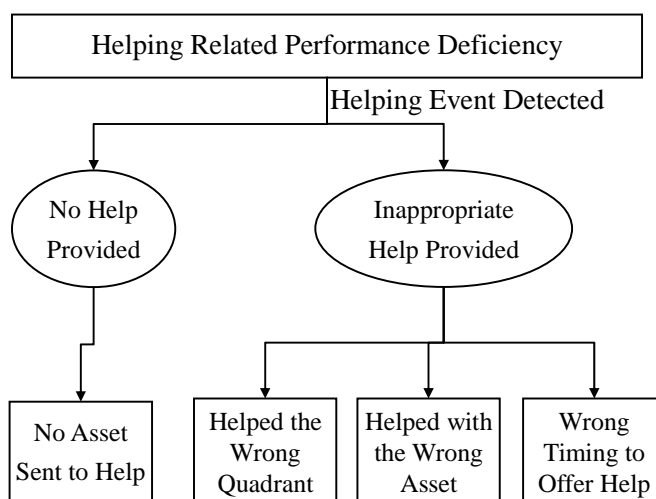 Helping Related Performance Deficiency
Helping Event Detected
No Help
Provided
Inappropriate
Help Provided
No Asset
Sent to Help
Helped the
Wrong
Quadrant
Helped with
the Wrong
Asset
Wrong
Timing to
Offer Help